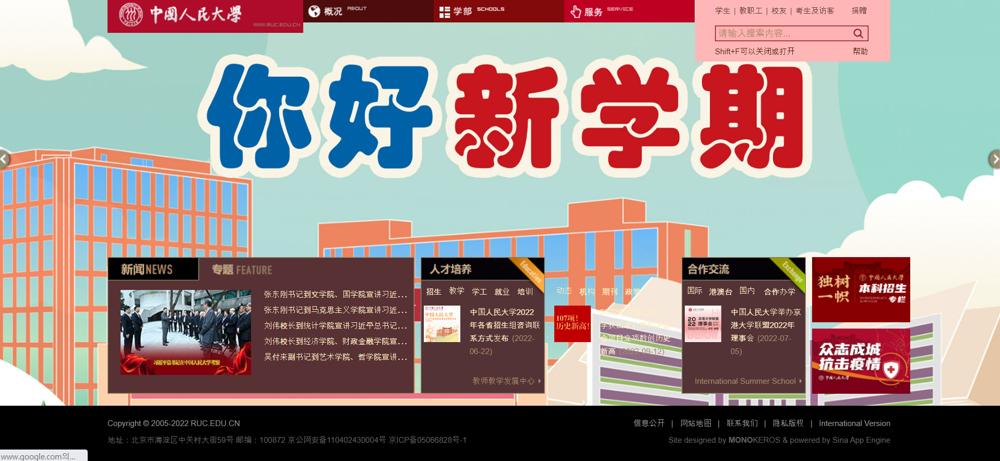 中国人民大学
WWW.RUC.EDU.CN
概况 ABOUT
学部 SCHOOLS
服务 SERVICE
学生 | 教职工 | 校友 | 考生及访客 捐赠
请输入搜索内容...
Shift+F可以关闭或打开 帮助
你好新学期
新闻NEWS 专题 FEATURE
张东刚书记到文学院、国学院宣讲习近...
张东刚书记到马克思主义学院宣讲习近...
刘伟校长到统计学院宣讲习近平总书记...
刘伟校长到经济学院、财政金融学院宣...
吴付来副书记到艺术学院、哲学院宣讲...
习近平总书记在中国人民大学考察
人才培养 Education
招生 教学 学工 就业 培训
中国人民大学
中国人民大学2022
年各省招生组咨询联
系方式发布 (2022-
06-22)
教师教学发展中心
动态 机构 期刊 政策
107项!
历史新高!
2022年中国人民大
学获国家自然科学基
金项目立项数创历史
新高 (2022-09-12)
合作交流 Exchange
国际 港澳台 国内 合作办学
2022 京港大学联盟
理事会
中国人民大学举办京
港大学联盟2022年
理事会 (2022-07-
05)
International Summer School
独树一帜
中国人民大学
本科招生
UNDERGRADUATE
ADMISSION
专栏
众志成城
抗击疫情
中国人民大学
Copyright © 2005-2022 RUC.EDU.CN
信息公开 | 网站地图 | 联系我们 | 隐私版权 | International Version
地址：北京市海淀区中关村大街59号 邮编：100872 京公网安备110402430004号 京ICP备05066828号-1
Site designed by MONOKEROS & powered by Sina App Engine
www.google.com의...